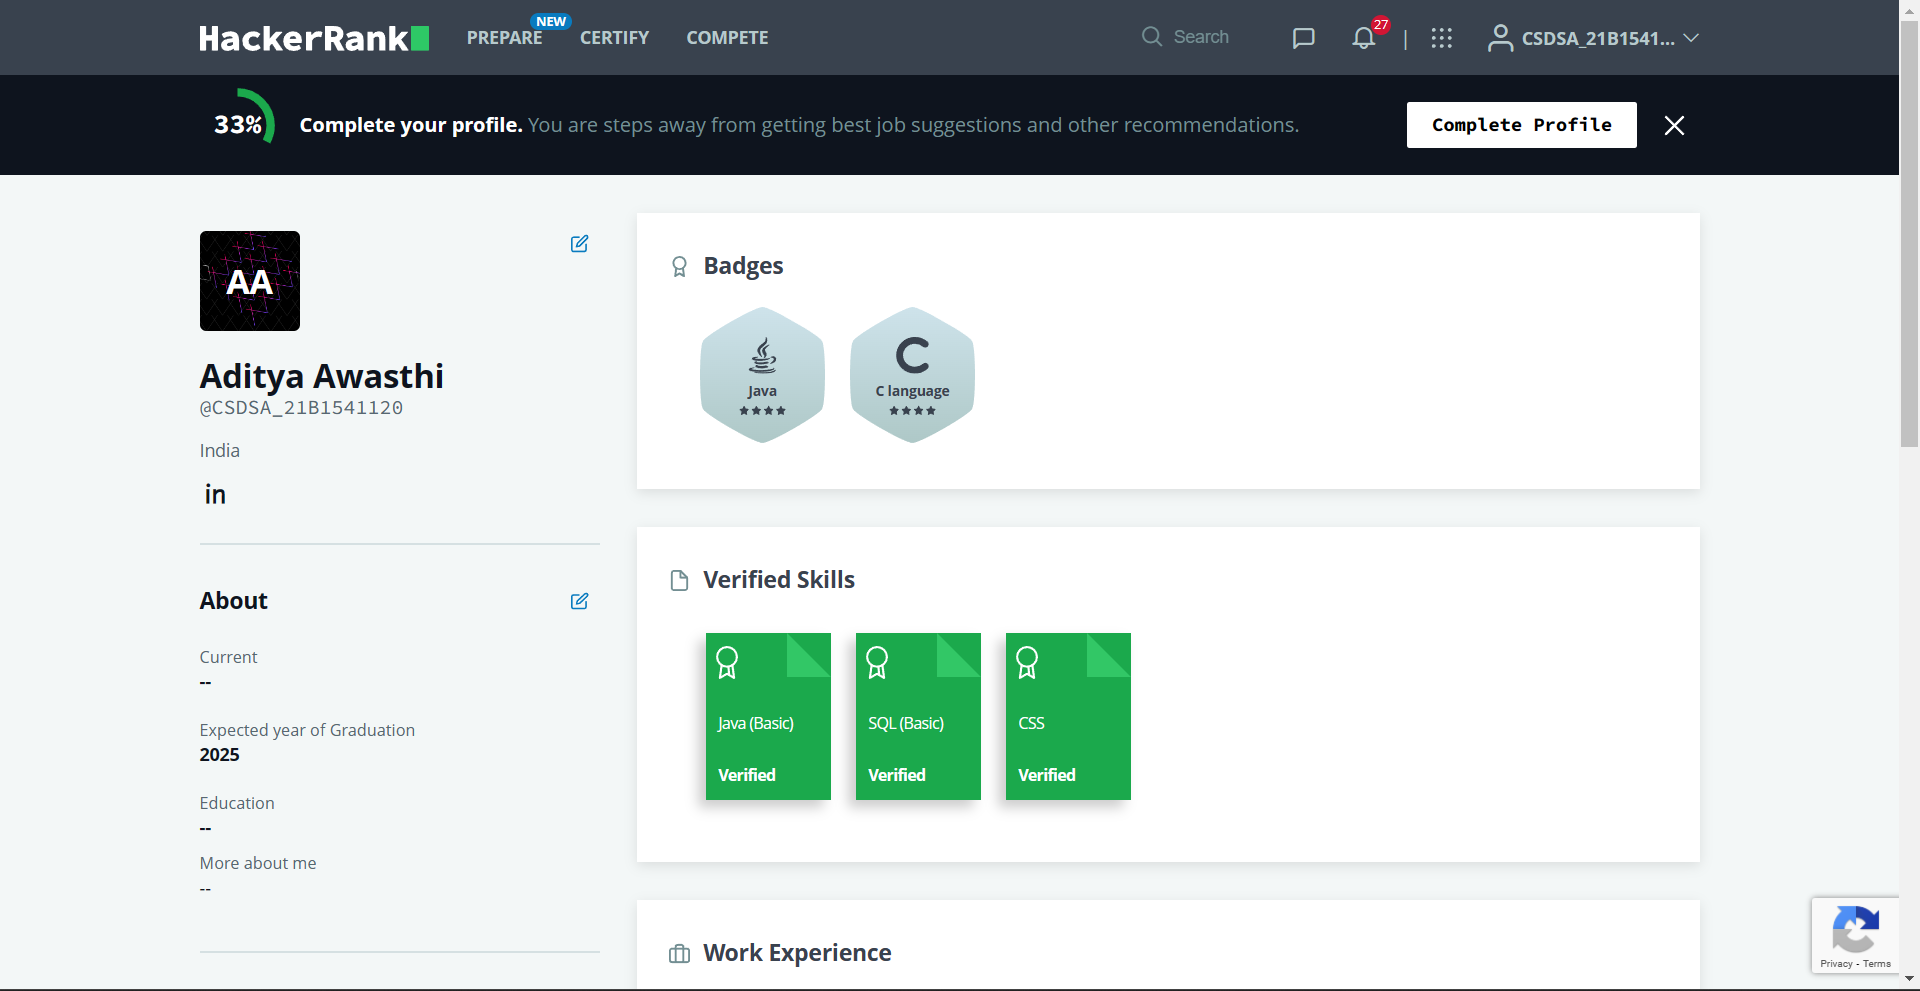 HackerRank
PREPARE
NEW
CERTIFY
COMPETE
Search
27
CSDSA_21B1541...
33%
Complete your profile. You are steps away from getting best job suggestions and other recommendations.
Complete Profile
AA
Aditya Awasthi
@CSDSA_21B1541120
India
in
About
Current
--
Expected year of Graduation
2025
Education
--
More about me
--
Badges
Java
C
C language
Verified Skills
Java (Basic)
Verified
SQL (Basic)
Verified
CSS
Verified
Work Experience
Privacy - Terms